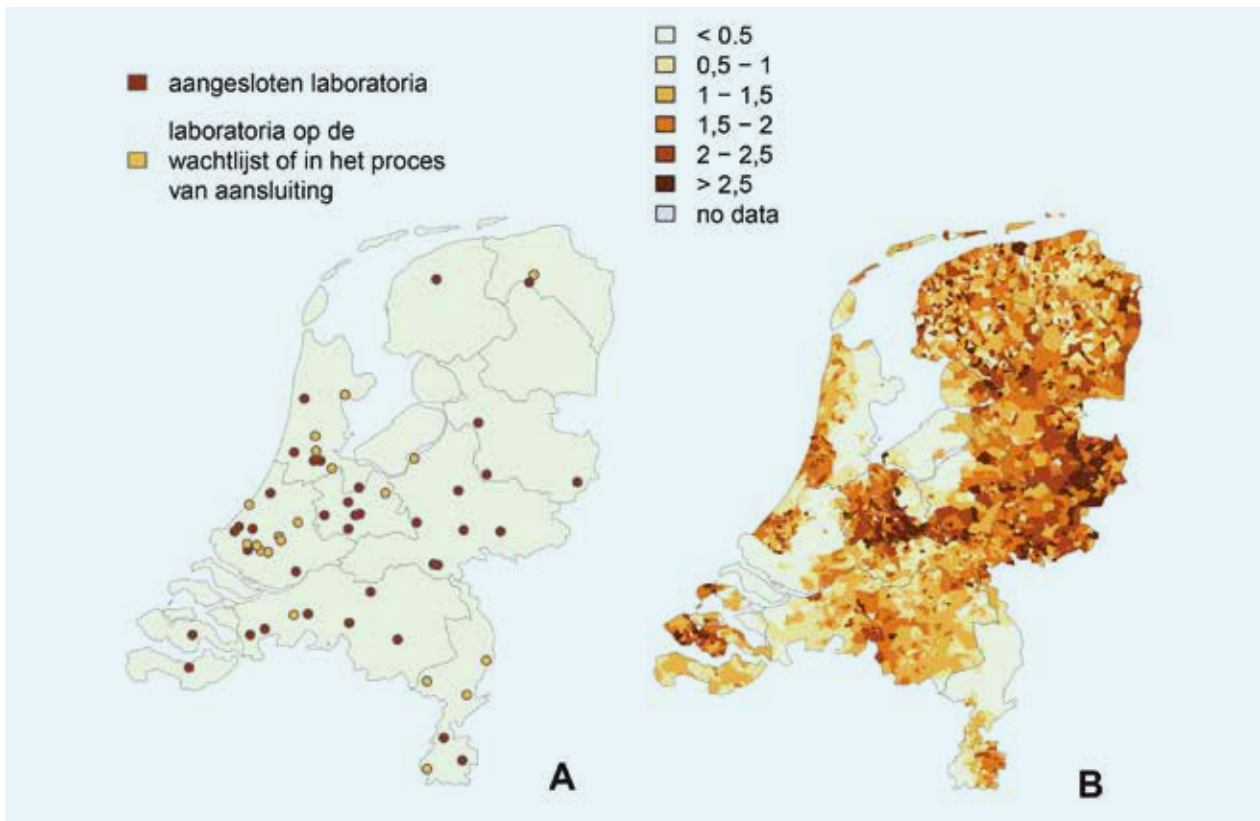 aangesloten laboratoria
laboratoria op de
wachtlijst of in het proces
van aansluiting
A
< 0.5
0,5 – 1
1 – 1,5
1,5 – 2
2 – 2,5
> 2,5
no data
B